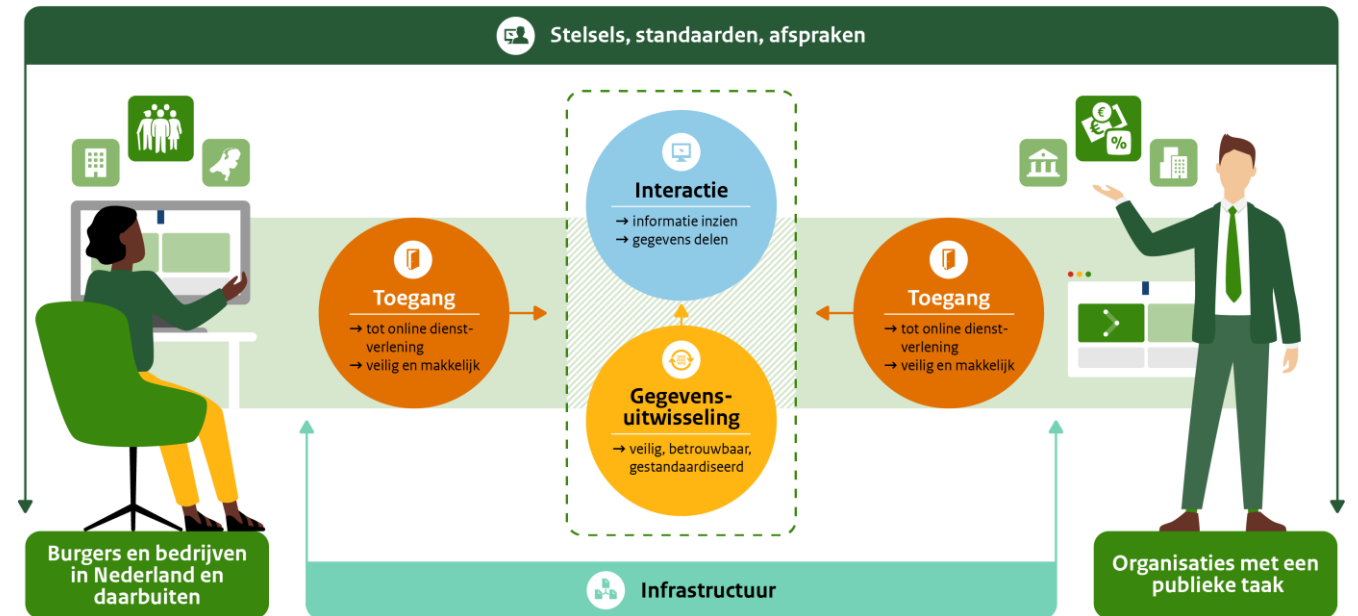 Stelsels, standaarden, afspraken
Interactie
→ informatie inzien
→ gegevens delen
Toegang
→ tot online dienst-
verlening
→ veilig en makkelijk
Gegevens-
uitwisseling
→ veilig, betrouwbaar,
gestandaardiseerd
€
€
%
Toegang
→ tot online dienst-
verlening
→ veilig en makkelijk
Burgers en bedrijven
in Nederland en
daarbuiten
Infrastructuur
Organisaties met een
publieke taak